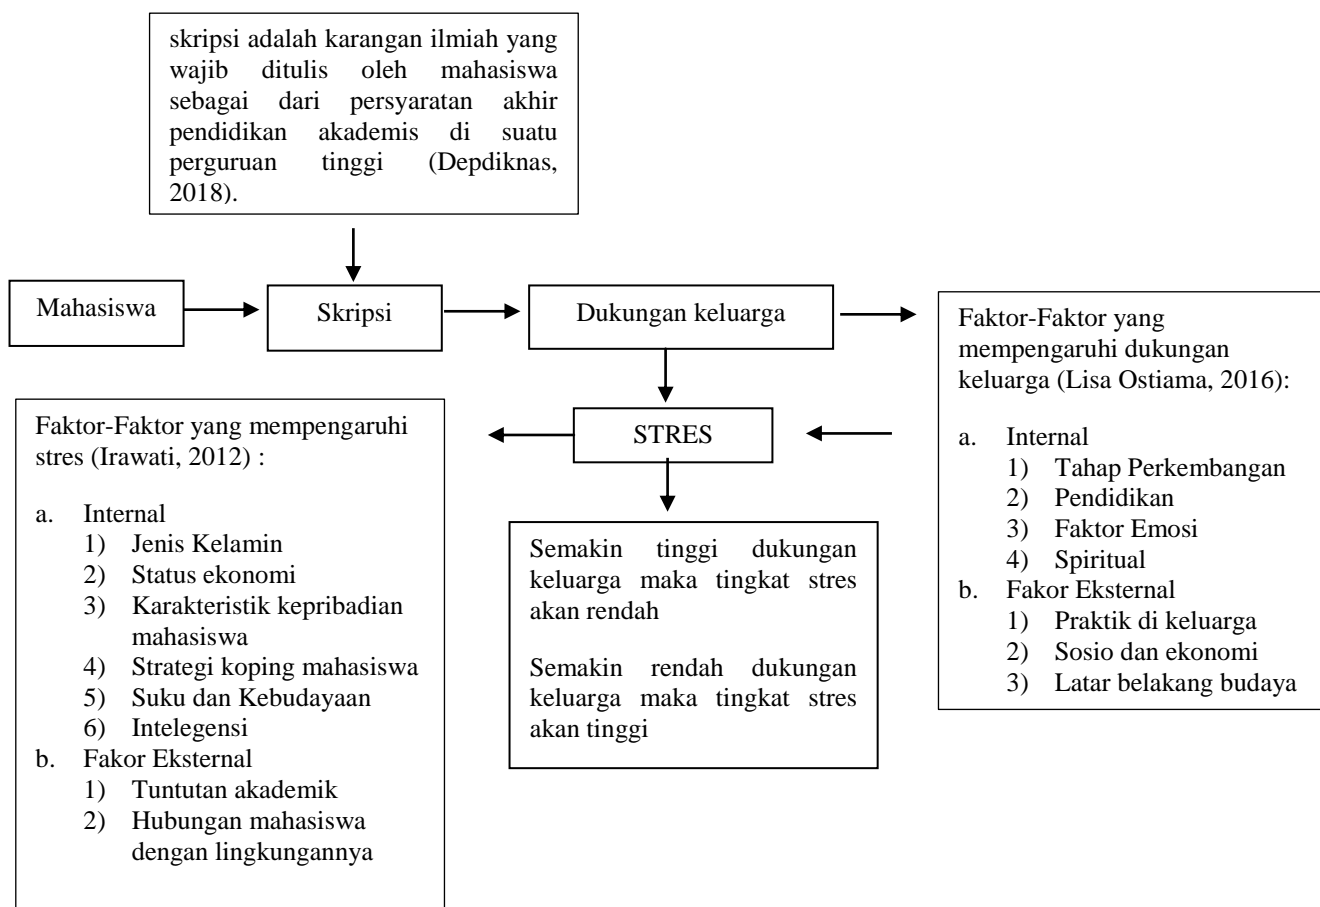 skripsi adalah karangan ilmiah yang
wajib ditulis oleh mahasiswa
sebagai dari persyaratan akhir
pendidikan akademis di suatu
perguruan tinggi (Depdiknas,
2018).
Mahasiswa
Skripsi
Dukungan keluarga
Faktor-Faktor yang
mempengaruhi dukungan
keluarga (Lisa Ostiama, 2016):
a. Internal
1) Tahap Perkembangan
2) Pendidikan
3) Faktor Emosi
4) Spiritual
b. Fakor Eksternal
1) Praktik di keluarga
2) Sosio dan ekonomi
3) Latar belakang budaya
STRES
Faktor-Faktor yang mempengaruhi
stres (Irawati, 2012) :
a. Internal
1) Jenis Kelamin
2) Status ekonomi
3) Karakteristik kepribadian
mahasiswa
4) Strategi koping mahasiswa
5) Suku dan Kebudayaan
6) Intelegensi
b. Fakor Eksternal
1) Tuntutan akademik
2) Hubungan mahasiswa
dengan lingkungannya
Semakin tinggi dukungan
keluarga maka tingkat stres
akan rendah
Semakin rendah dukungan
keluarga maka tingkat stres
akan tinggi